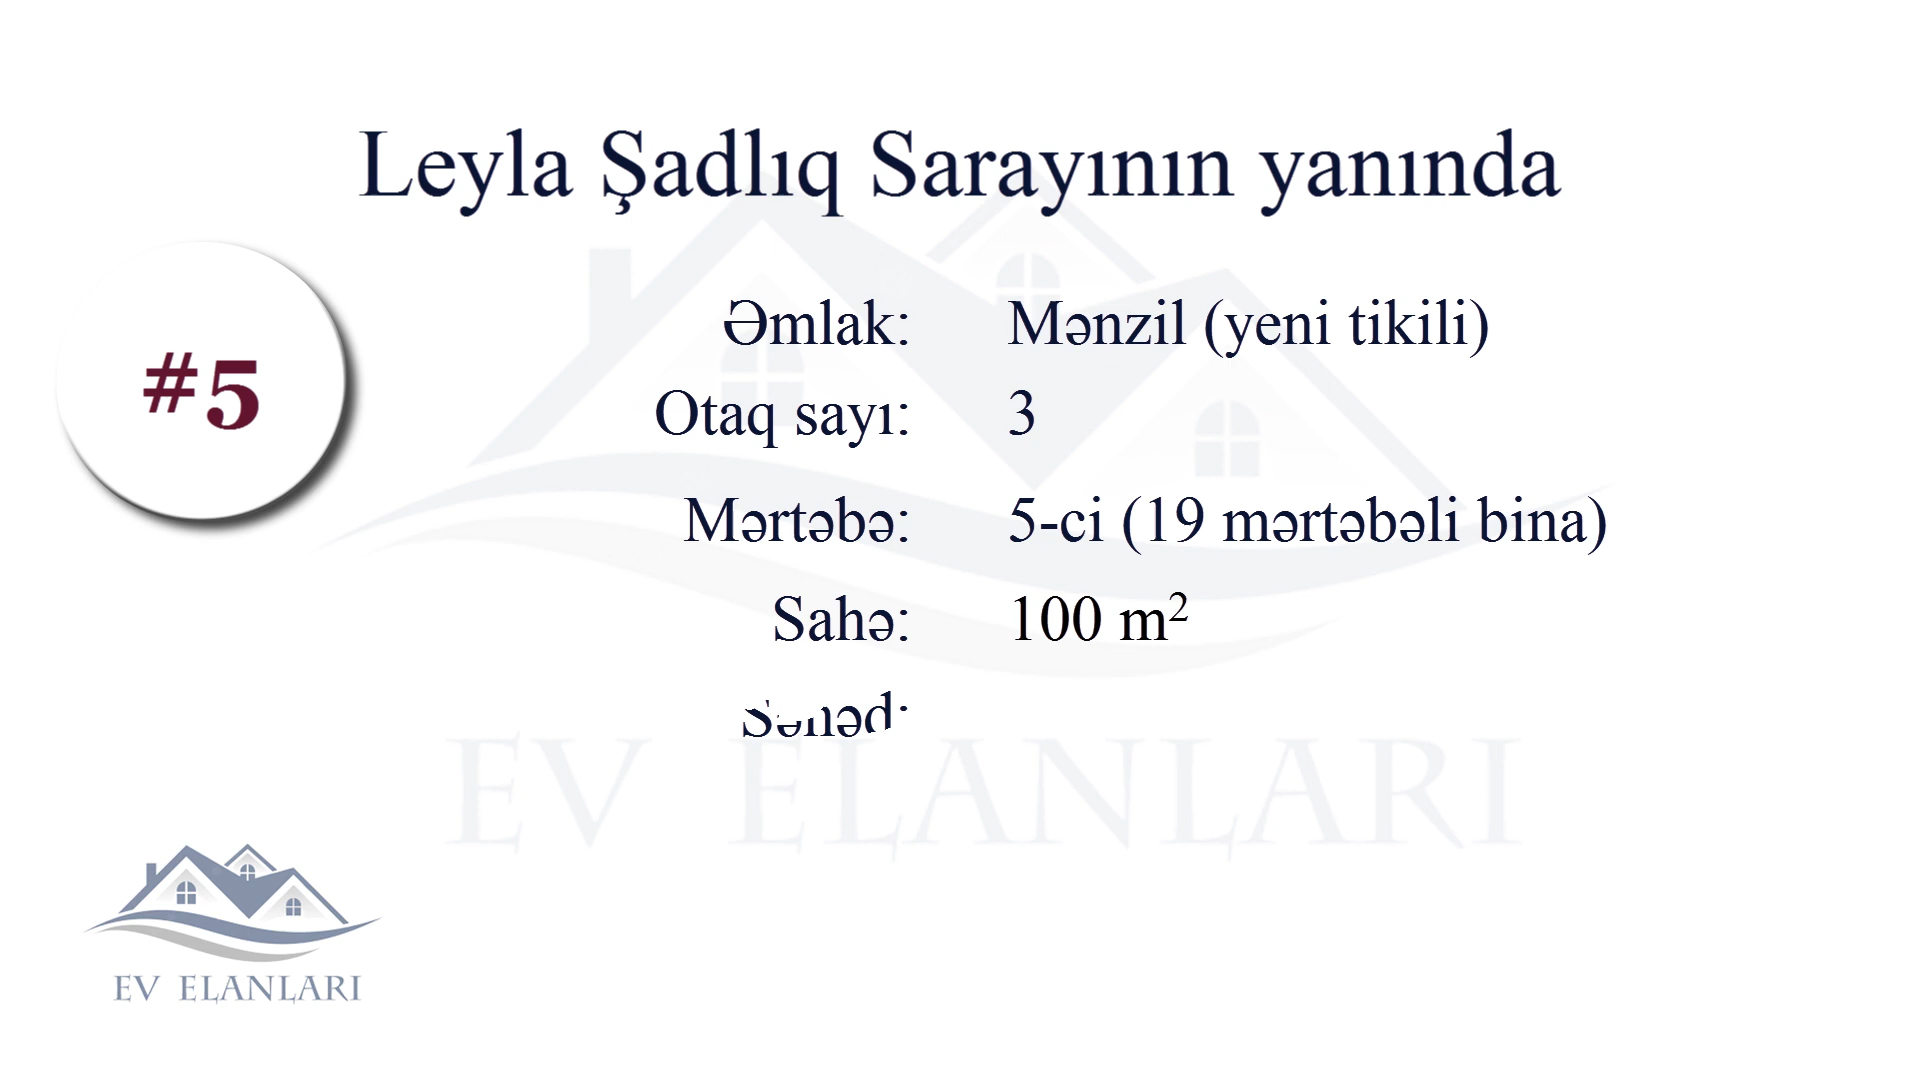 Leyla Şadlıq Sarayının yanında
#5
Əmlak: Mənzil (yeni tikili)
Otaq sayı: 3
Mərtəbə: 5-ci (19 mərtəbəli bina)
Sahə: 100 m²
EV ELANLARI
EV ELANLARI